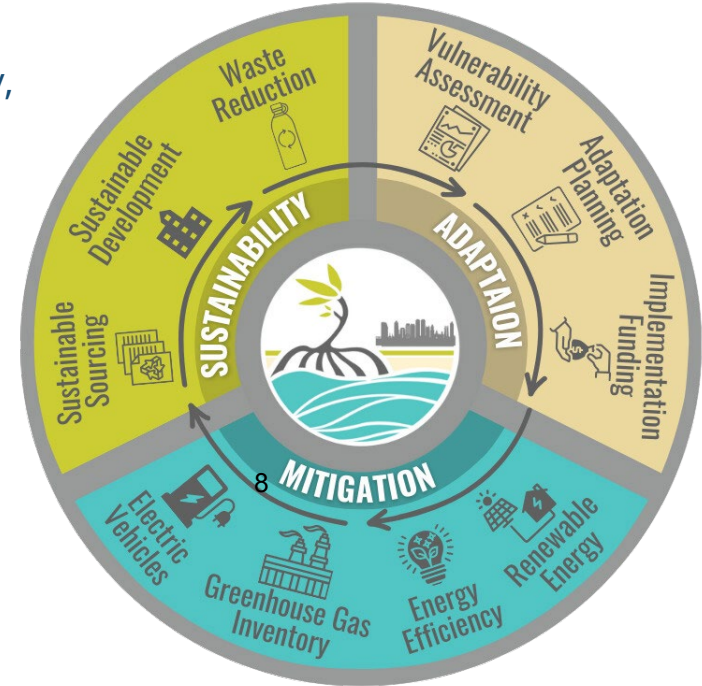 y,
Waste
Reduction
Sustainable
Development
Sustainable
Sourcing
SUSTAINABILITY
Vulnerability
Assessment
Adaptation
Planning
Implementation
Funding
ADAPTAION
Renewable
Energy
Energy
Efficiency
Greenhouse Gas
Inventory
Electric
Vehicles
MITIGATION
8